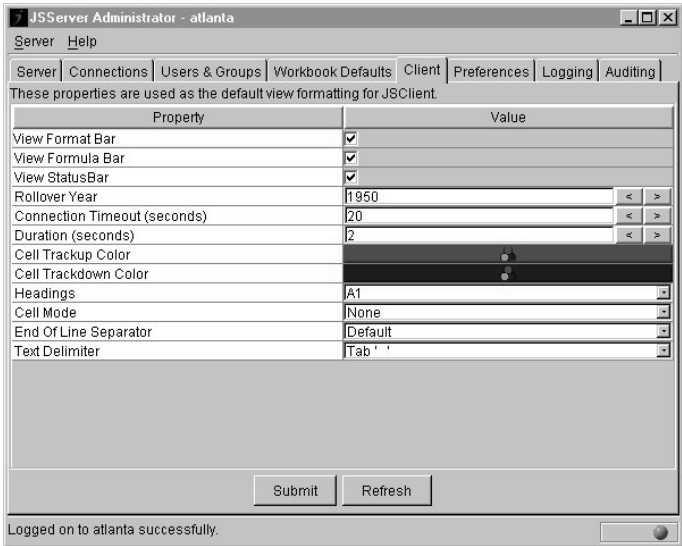 JSServer Administrator - atlanta
Server Help
Server Connections Users & Groups Workbook Defaults Client Preferences Logging Auditing
These properties are used as the default view formatting for JSClient.
Property Value
View Format Bar
View Formula Bar
View StatusBar
Rollover Year 1950 < >
Connection Timeout (seconds) 20 < >
Duration (seconds) 2 < >
Cell Trackup Color
Cell Trackdown Color
Headings A1
Cell Mode None
End Of Line Separator Default
Text Delimiter Tab ' '
Submit Refresh
Logged on to atlanta successfully.